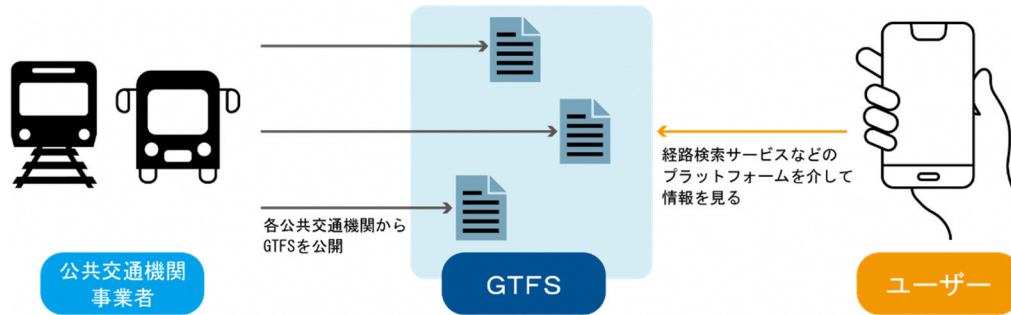 各公共交通機関から
GTFSを公開
経路検索サービスなどの
プラットフォームを介して
情報を見る
公共交通機関
事業者
GTFS
ユーザー